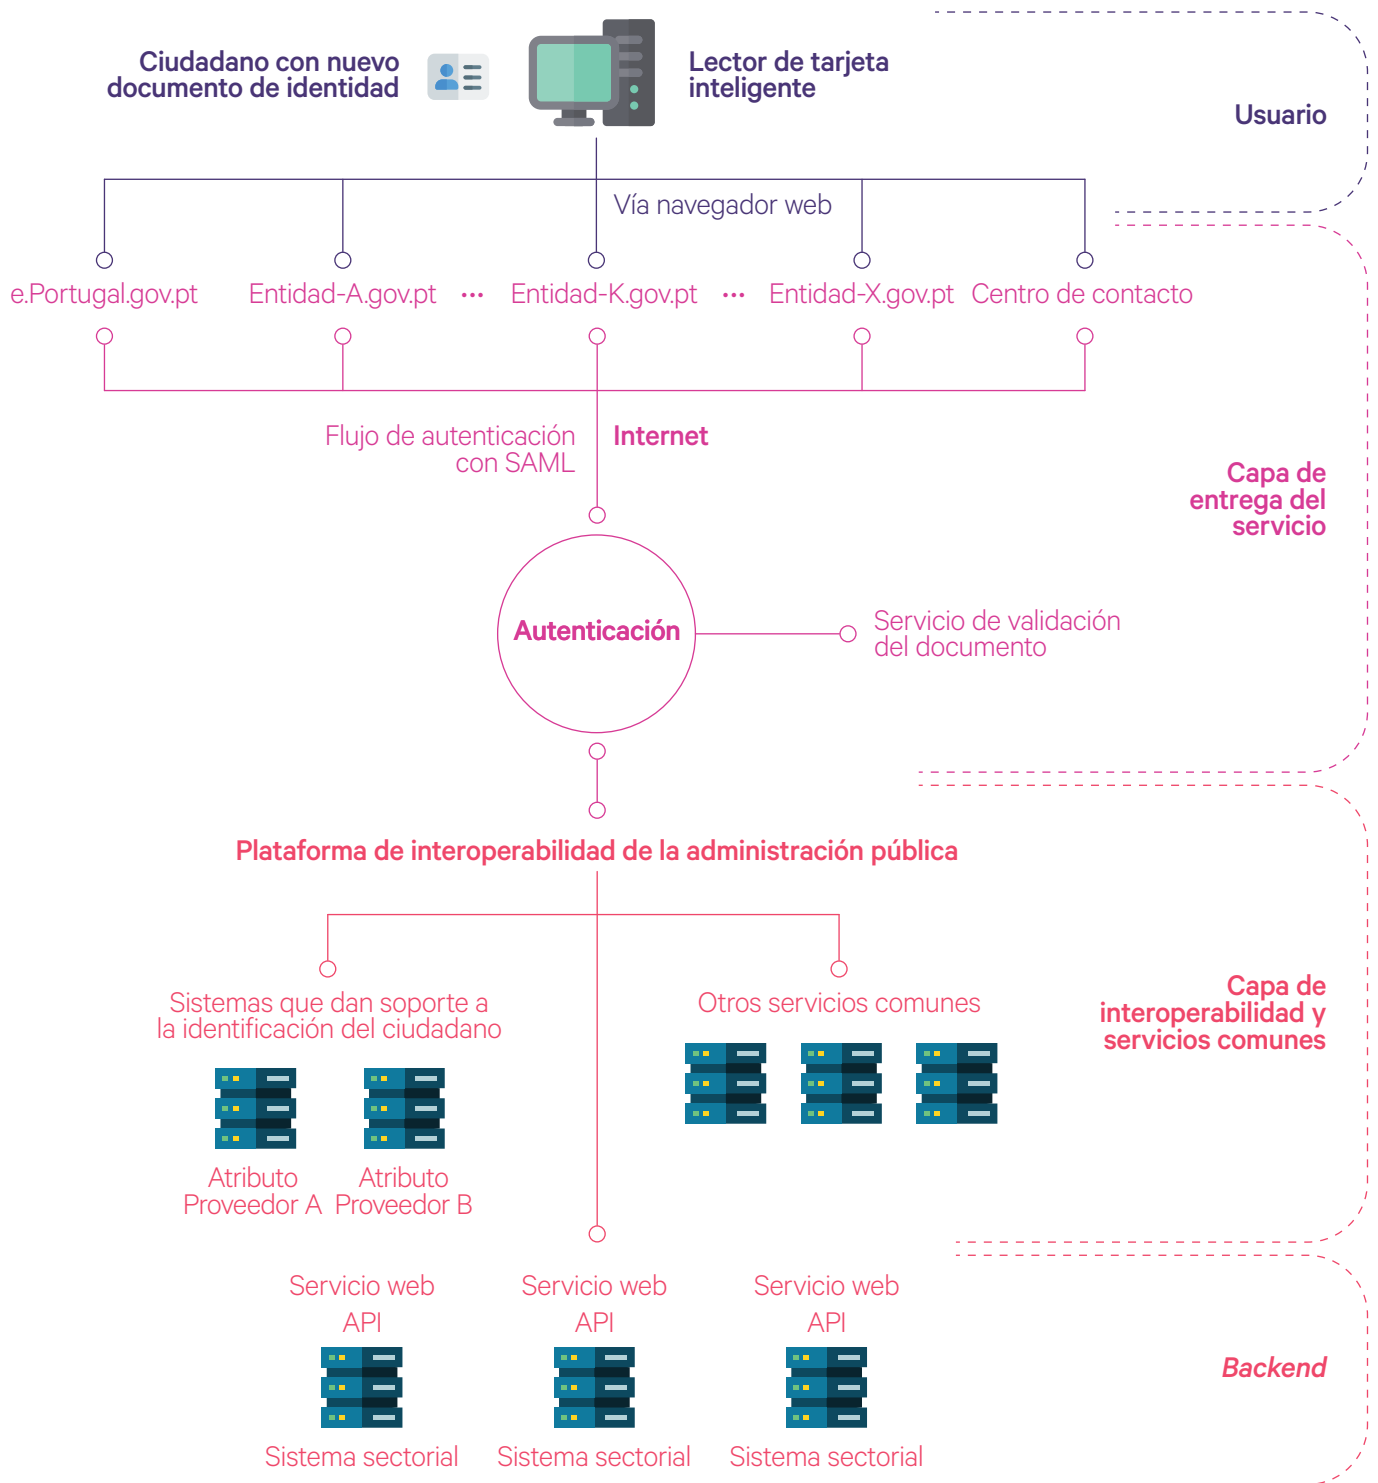 Ciudadano con nuevo
documento de identidad
Lector de tarjeta
inteligente
Usuario
Vía navegador web
e.Portugal.gov.pt
Entidad-A.gov.pt
...
Entidad-K.gov.pt
...
Entidad-X.gov.pt
Centro de contacto
Flujo de autenticación
con SAML
Internet
Capa de
entrega del
servicio
Autenticación
Servicio de validación
del documento
Plataforma de interoperabilidad de la administración pública
Sistemas que dan soporte a
la identificación del ciudadano
Otros servicios comunes
Capa de
interoperabilidad y
servicios comunes
Atributo
Proveedor A
Atributo
Proveedor B
Servicio web
API
Servicio web
API
Servicio web
API
Backend
Sistema sectorial
Sistema sectorial
Sistema sectorial